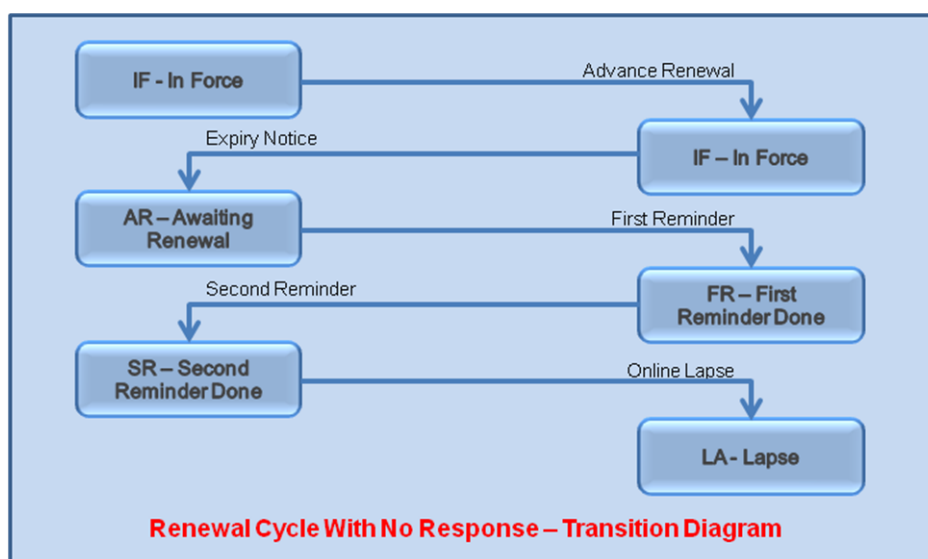 IF - In Force
Advance Renewal
Expiry Notice
IF – In Force
AR – Awaiting
Renewal
First Reminder
Second Reminder
FR – First
Reminder Done
SR – Second
Reminder Done
Online Lapse
LA - Lapse
Renewal Cycle With No Response – Transition Diagram